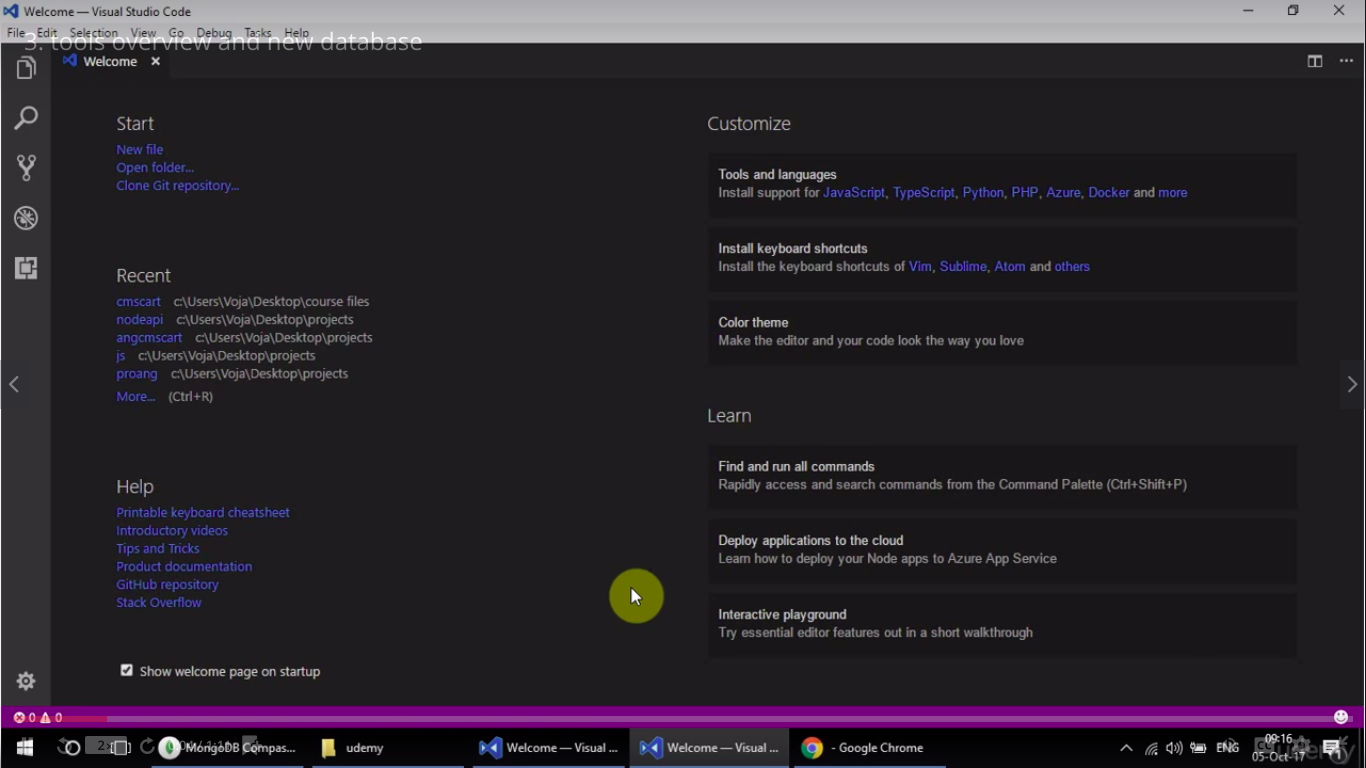 Welcome — Visual Studio Code
File Edit Selection View Go Debug Tasks Help
3. tools overview and new database
Welcome
Start
New file
Open folder...
Clone Git repository...
Recent
cmscart c:\Users\Voja\Desktop\course files
nodeapi c:\Users\Voja\Desktop\projects
angcmscart c:\Users\Voja\Desktop\projects
js c:\Users\Voja\Desktop\projects
proang c:\Users\Voja\Desktop\projects
More... (Ctrl+R)
Help
Printable keyboard cheatsheet
Introductory videos
Tips and Tricks
Product documentation
GitHub repository
Stack Overflow
Show welcome page on startup
Customize
Tools and languages
Install support for JavaScript, TypeScript, Python, PHP, Azure, Docker and more
Install keyboard shortcuts
Install the keyboard shortcuts of Vim, Sublime, Atom and others
Color theme
Make the editor and your code look the way you love
Learn
Find and run all commands
Rapidly access and search commands from the Command Palette (Ctrl+Shift+P)
Deploy applications to the cloud
Learn how to deploy your Node apps to Azure App Service
Interactive playground
Try essential editor features out in a short walkthrough
0 0
2x
MongoDB Compas...
udemy
Welcome — Visual ...
Welcome — Visual ...
- Google Chrome
ENG
09:16
05-Oct-17
1